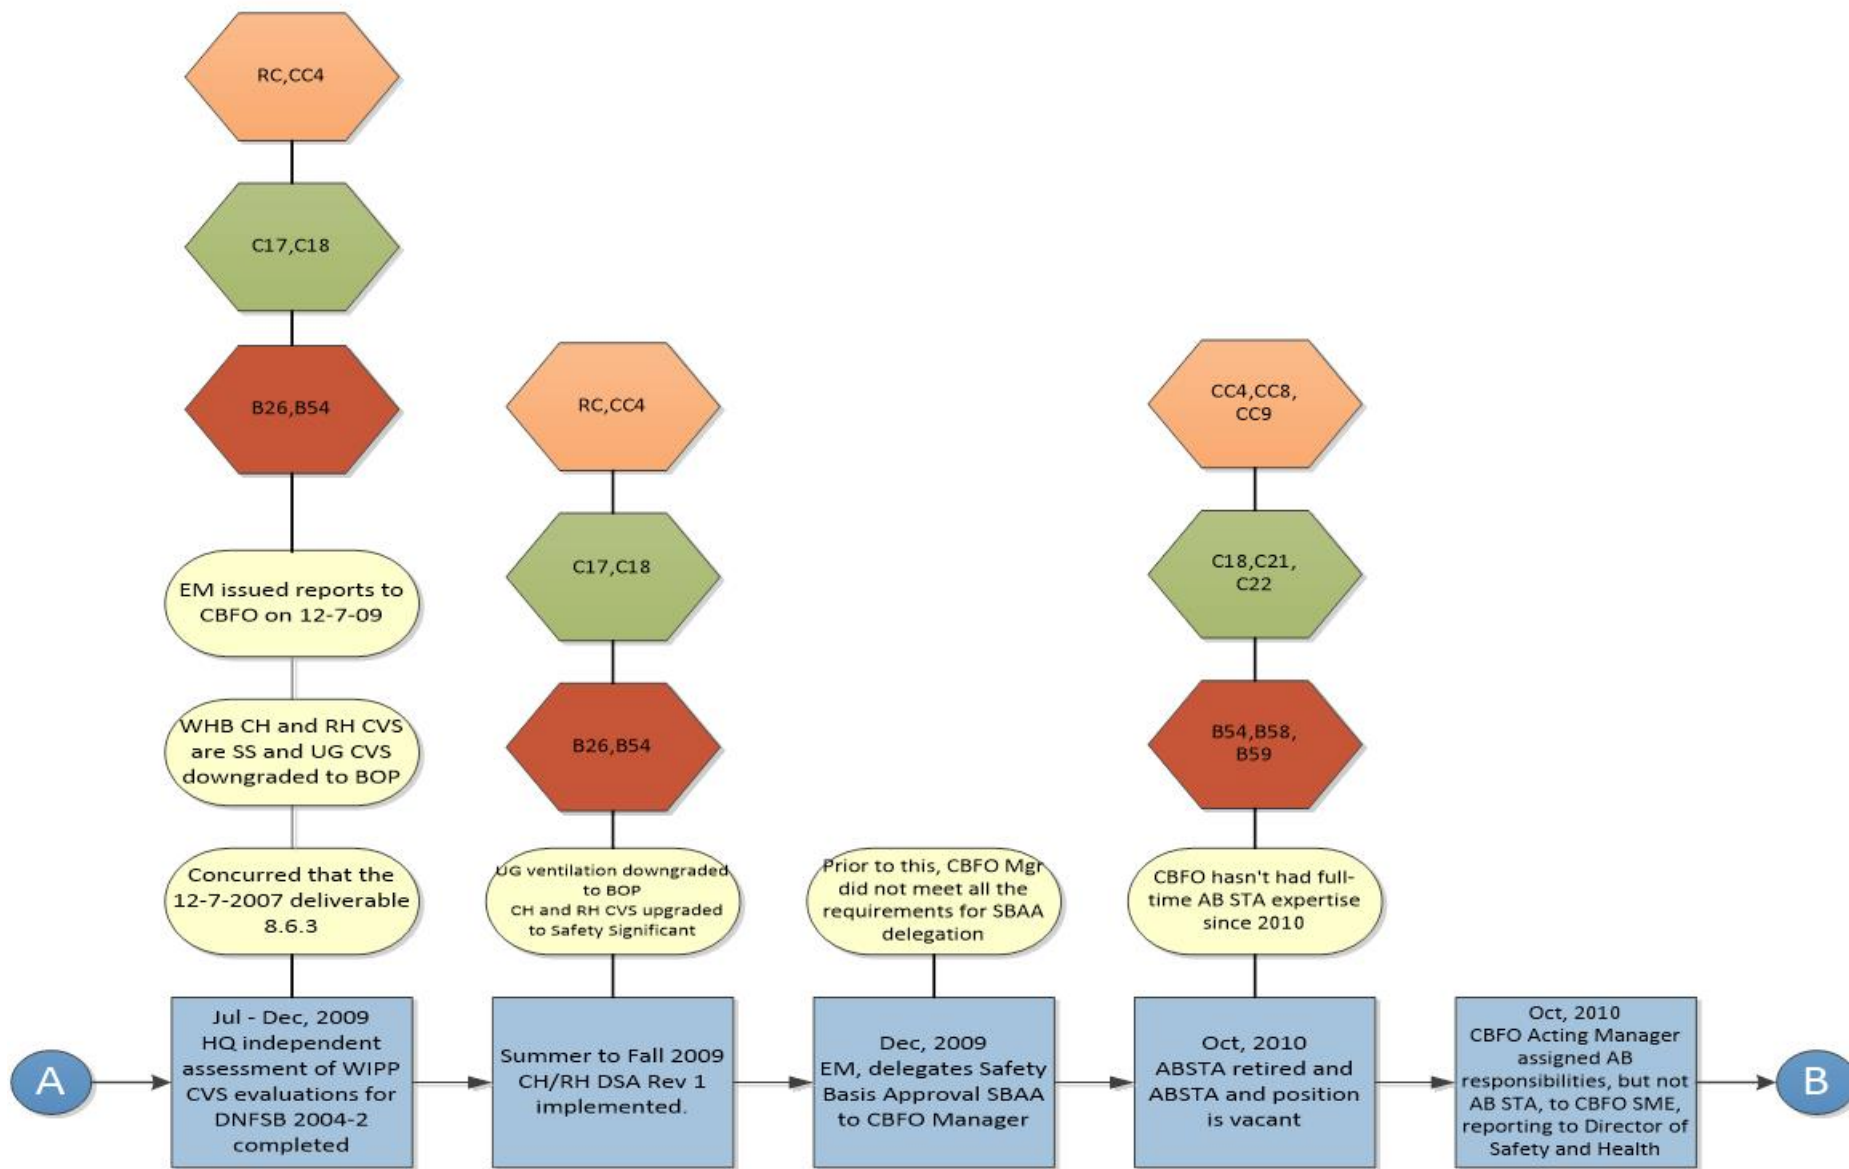 RC,CC4
C17,C18
B26,B54
EM issued reports to
CBFO on 12-7-09
WHB CH and RH CVS
are SS and UG CVS
downgraded to BOP
Concurred that the
12-7-2007 deliverable
8.6.3
Jul - Dec, 2009
HQ independent
assessment of WIPP
CVS evaluations for
DNFSB 2004-2
completed
RC,CC4
C17,C18
B26,B54
UG ventilation downgraded
to BOP
CH and RH CVS upgraded
to Safety Significant
Summer to Fall 2009
CH/RH DSA Rev 1
implemented.
Prior to this, CBFO Mgr
did not meet all the
requirements for SBAA
delegation
Dec, 2009
EM, delegates Safety
Basis Approval SBAA
to CBFO Manager
CC4,CC8,
CC9
C18,C21,
C22
B54,B58,
B59
CBFO hasn't had full-
time AB STA expertise
since 2010
Oct, 2010
ABSTA retired and
ABSTA and position
is vacant
Oct, 2010
CBFO Acting Manager
assigned AB
responsibilities, but not
AB STA, to CBFO SME,
reporting to Director of
Safety and Health
A
B